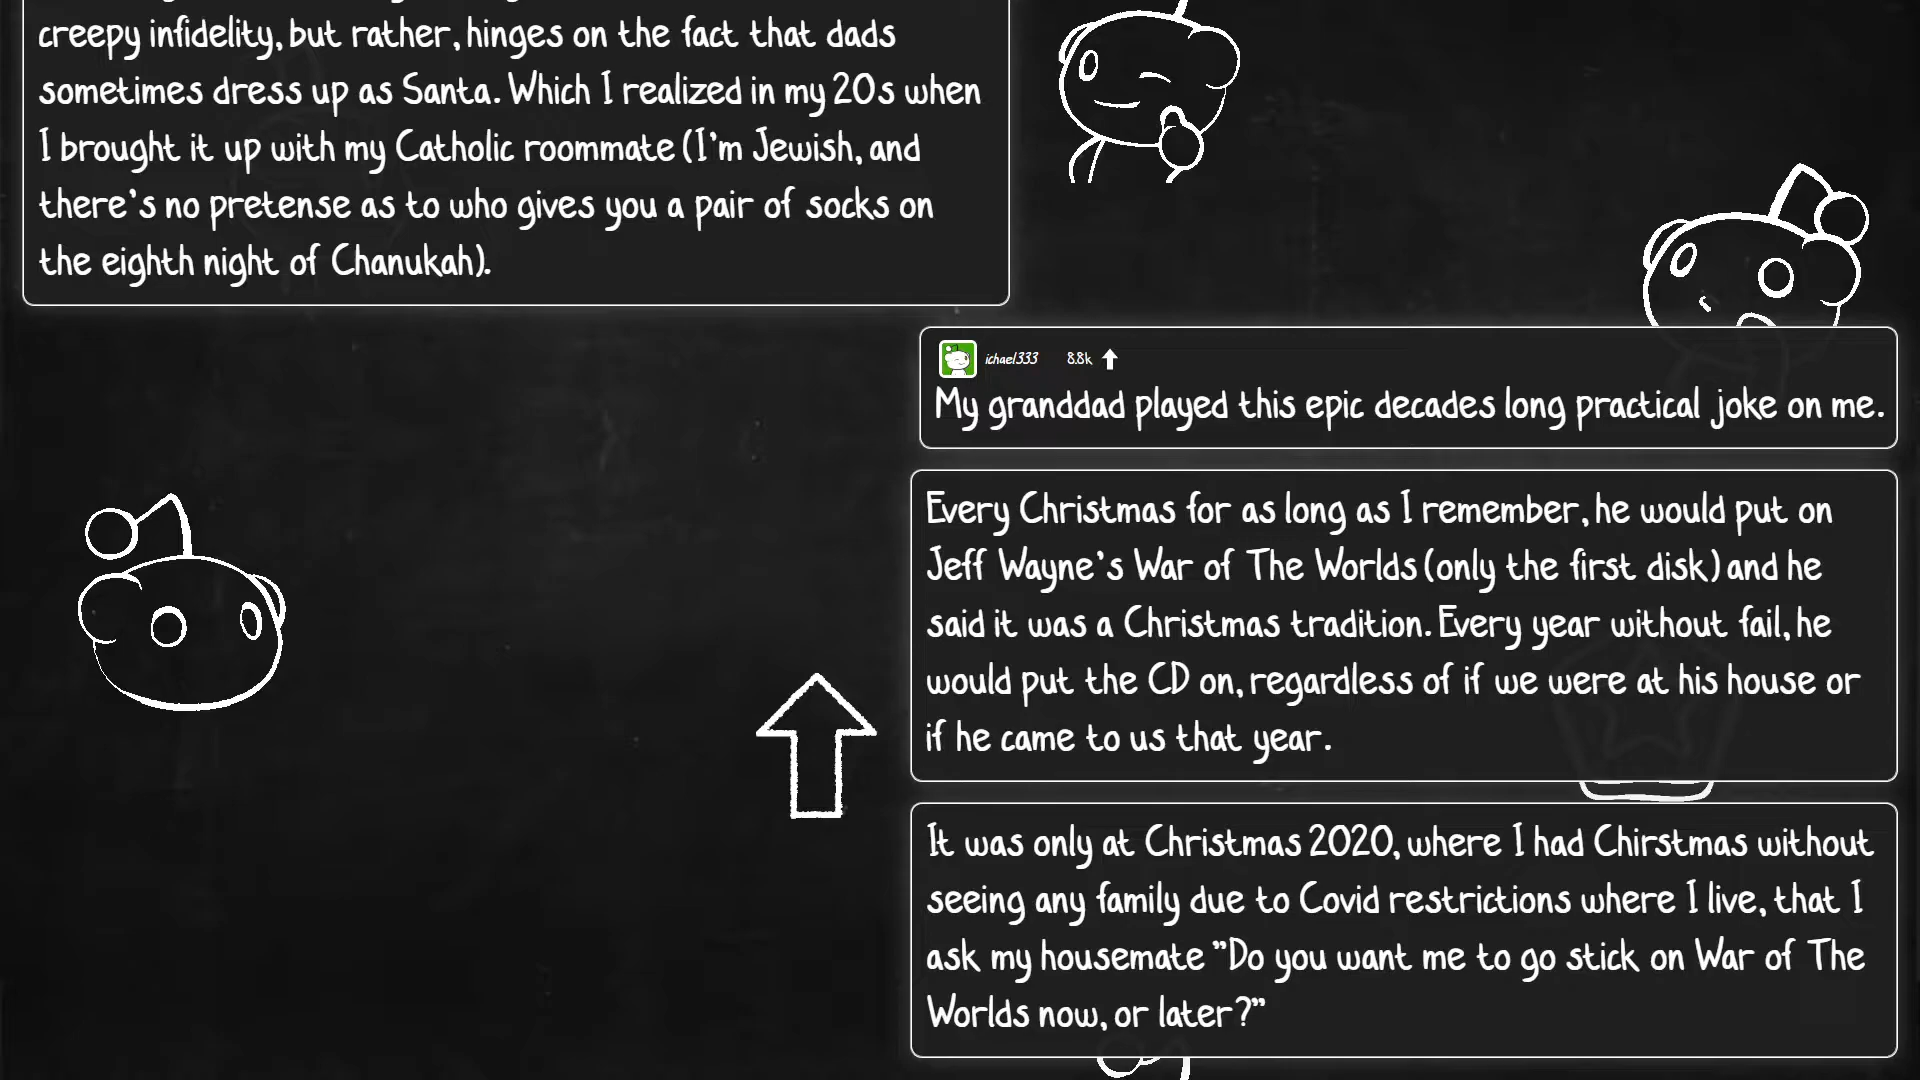 creepy infidelity, but rather, hinges on the fact that dads
sometimes dress up as Santa. Which I realized in my 20s when
I brought it up with my Catholic roommate (I'm Jewish, and
there's no pretense as to who gives you a pair of socks on
the eighth night of Chanukah).
ichael333 8.8k
My granddad played this epic decades long practical joke on me.
Every Christmas for as long as I remember, he would put on
Jeff Wayne's War of The Worlds (only the first disk) and he
said it was a Christmas tradition. Every year without fail, he
would put the CD on, regardless of if we were at his house or
if he came to us that year.
It was only at Christmas 2020, where I had Chirstmas without
seeing any family due to Covid restrictions where I live, that I
ask my housemate "Do you want me to go stick on War of The
Worlds now, or later?"